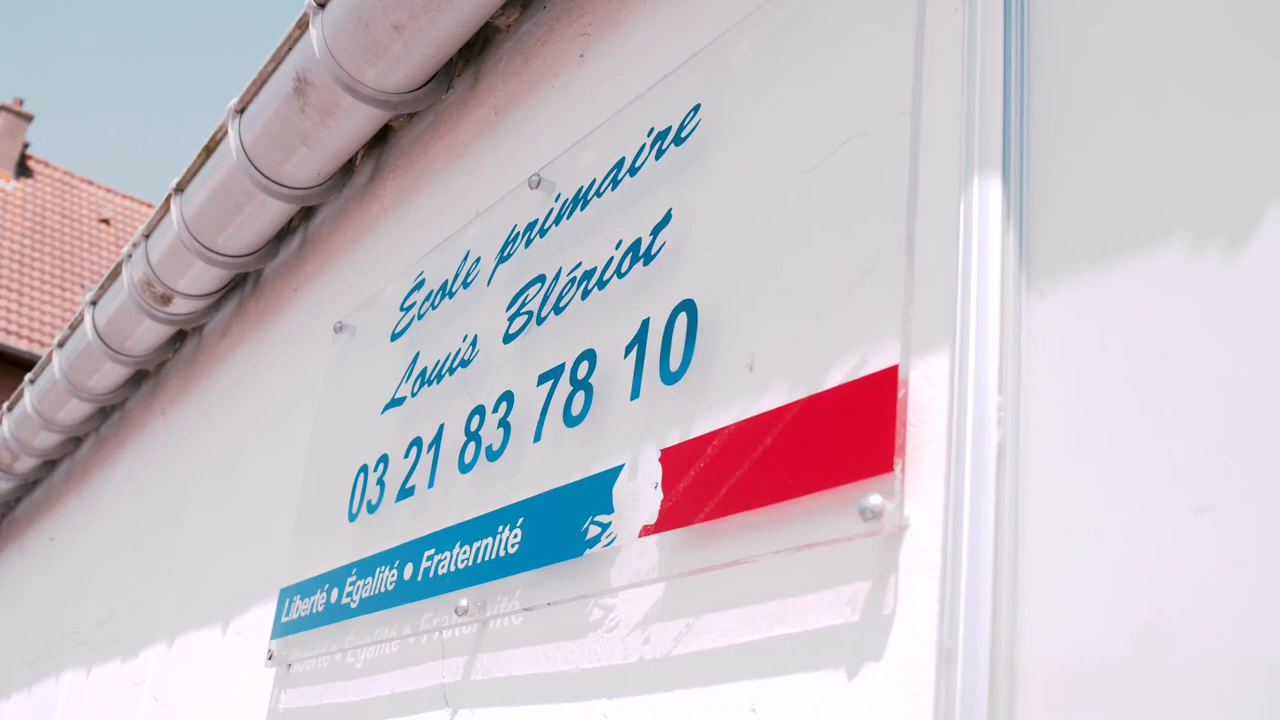 École primaire
Louis Blériot
03 21 83 78 10
Liberté • Égalité • Fraternité